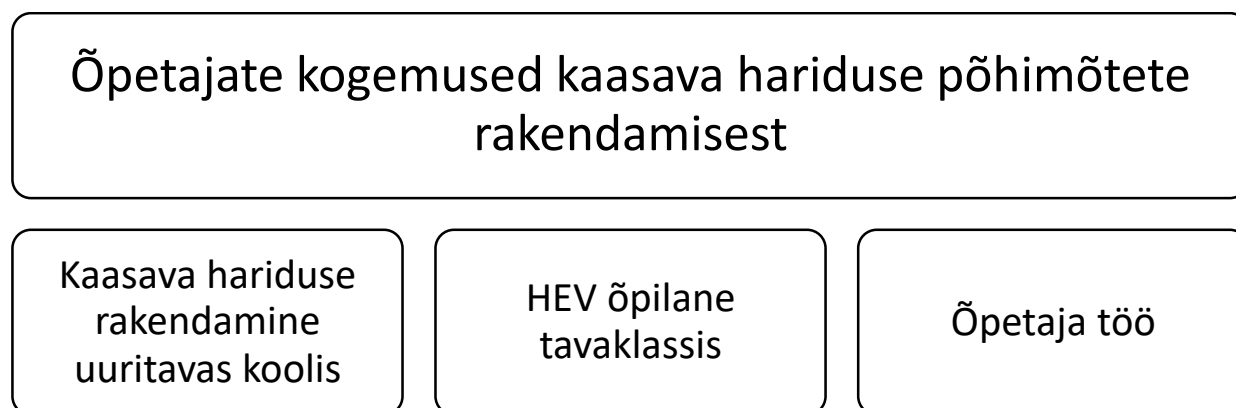 Õpetajate kogemused kaasava hariduse põhimõtete
rakendamisest
Kaasava hariduse
rakendamine
uuritavas koolis
HEV õpilane
tavaklassis
Õpetaja töö